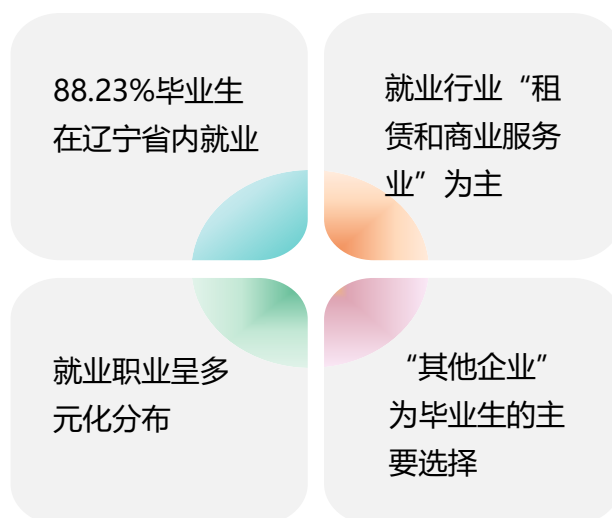 88.23%毕业生
在辽宁省内就业
就业行业“租
赁和商业服务
业”为主
就业职业呈多
元化分布
“其他企业”
为毕业生的主
要选择